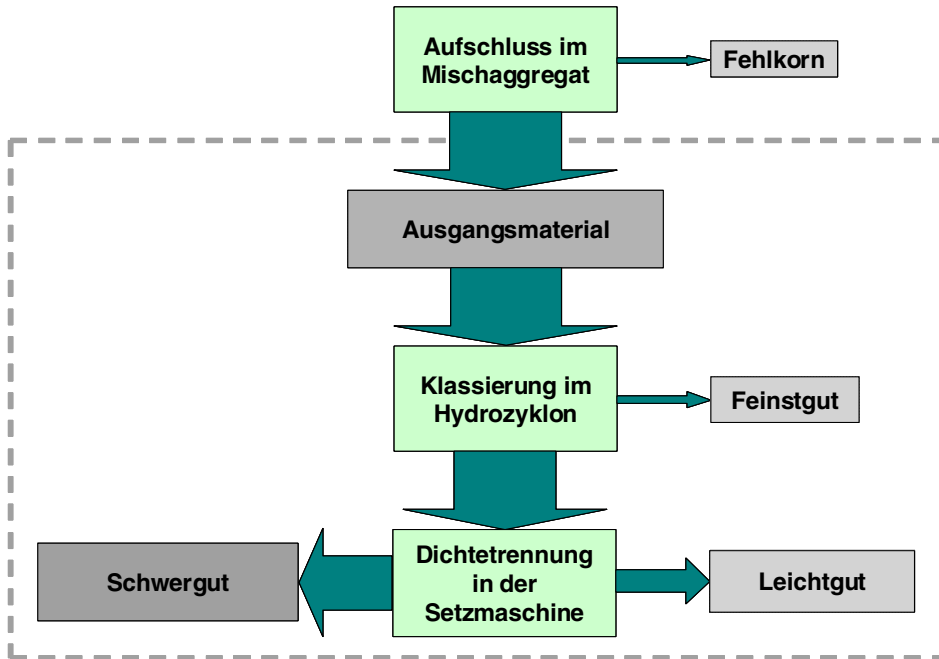 Aufschluss im
Mischaggregat
Fehlkorn
Ausgangsmaterial
Klassierung im
Hydrozyklon
Feinstgut
Schwergut
Dichtetrennung
in der
Setzmaschine
Leichtgut